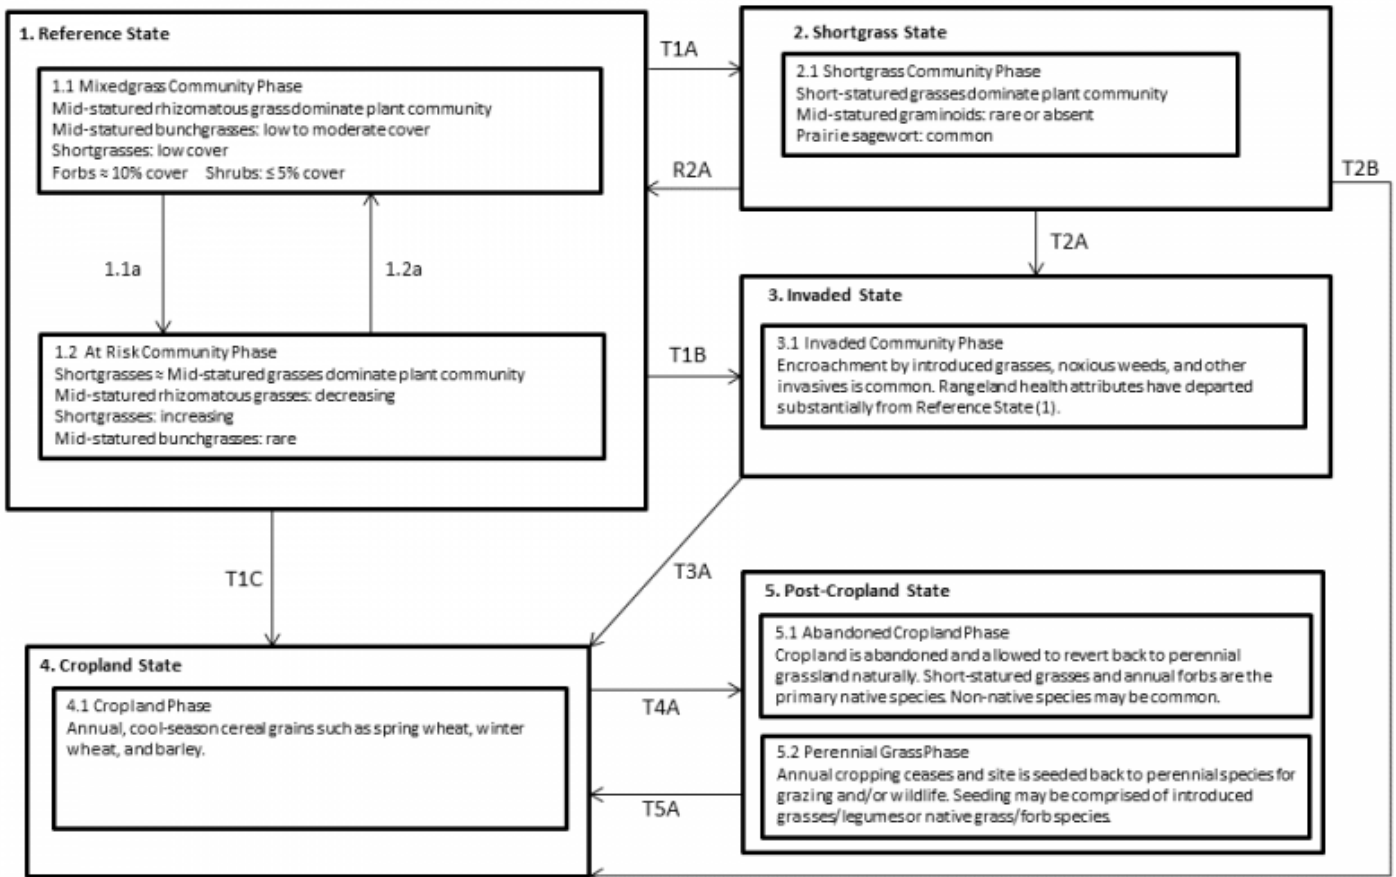 1. Reference State
1.1 Mixedgrass Community Phase
Mid-statured rhizomatous grass dominate plant community
Mid-statured bunchgrasses: low to moderate cover
Shortgrasses: low cover
Forbs ≈ 10% cover Shrubs: ≤ 5% cover
1.1a
1.2a
1.2 At Risk Community Phase
Shortgrasses ≈ Mid-statured grasses dominate plant community
Mid-statured rhizomatous grasses: decreasing
Shortgrasses: increasing
Mid-statured bunchgrasses: rare
T1A
R2A
T1B
T1C
2. Shortgrass State
2.1 Shortgrass Community Phase
Short-statured grasses dominate plant community
Mid-statured graminoids: rare or absent
Prairie sagewort: common
T2B
T2A
3. Invaded State
3.1 Invaded Community Phase
Encroachment by introduced grasses, noxious weeds, and other
invasives is common. Rangeland health attributes have departed
substantially from Reference State (1).
T3A
4. Cropland State
4.1 Cropland Phase
Annual, cool-season cereal grains such as spring wheat, winter
wheat, and barley.
T4A
T5A
5. Post-Cropland State
5.1 Abandoned Cropland Phase
Cropland is abandoned and allowed to revert back to perennial
grassland naturally. Short-statured grasses and annual forbs are the
primary native species. Non-native species may be common.
5.2 Perennial Grass Phase
Annual cropping ceases and site is seeded back to perennial species for
grazing and/or wildlife. Seeding may be comprised of introduced
grasses/legumes or native grass/forb species.